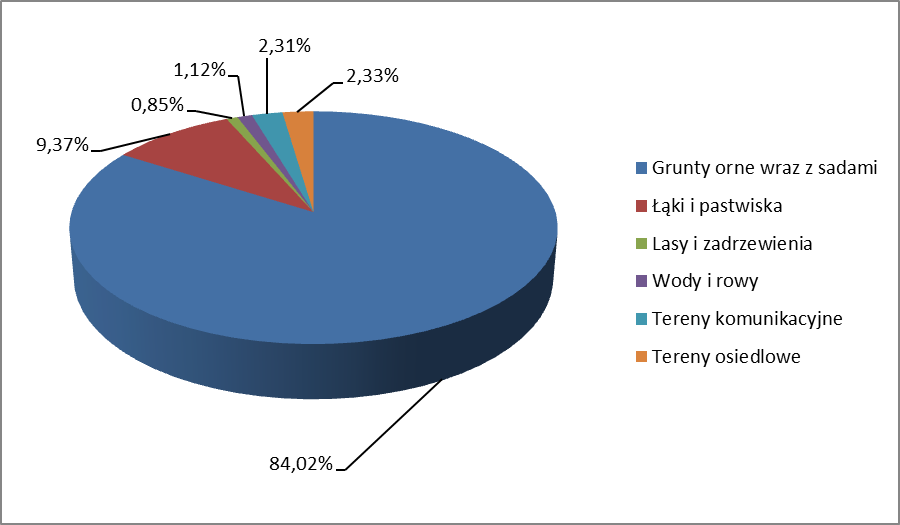 2,31%
2,33%
1,12%
0,85%
9,37%
84,02%
Grunty orne wraz z sadami
Łąki i pastwiska
Lasy i zadrzewienia
Wody i rowy
Tereny komunikacyjne
Tereny osiedlowe